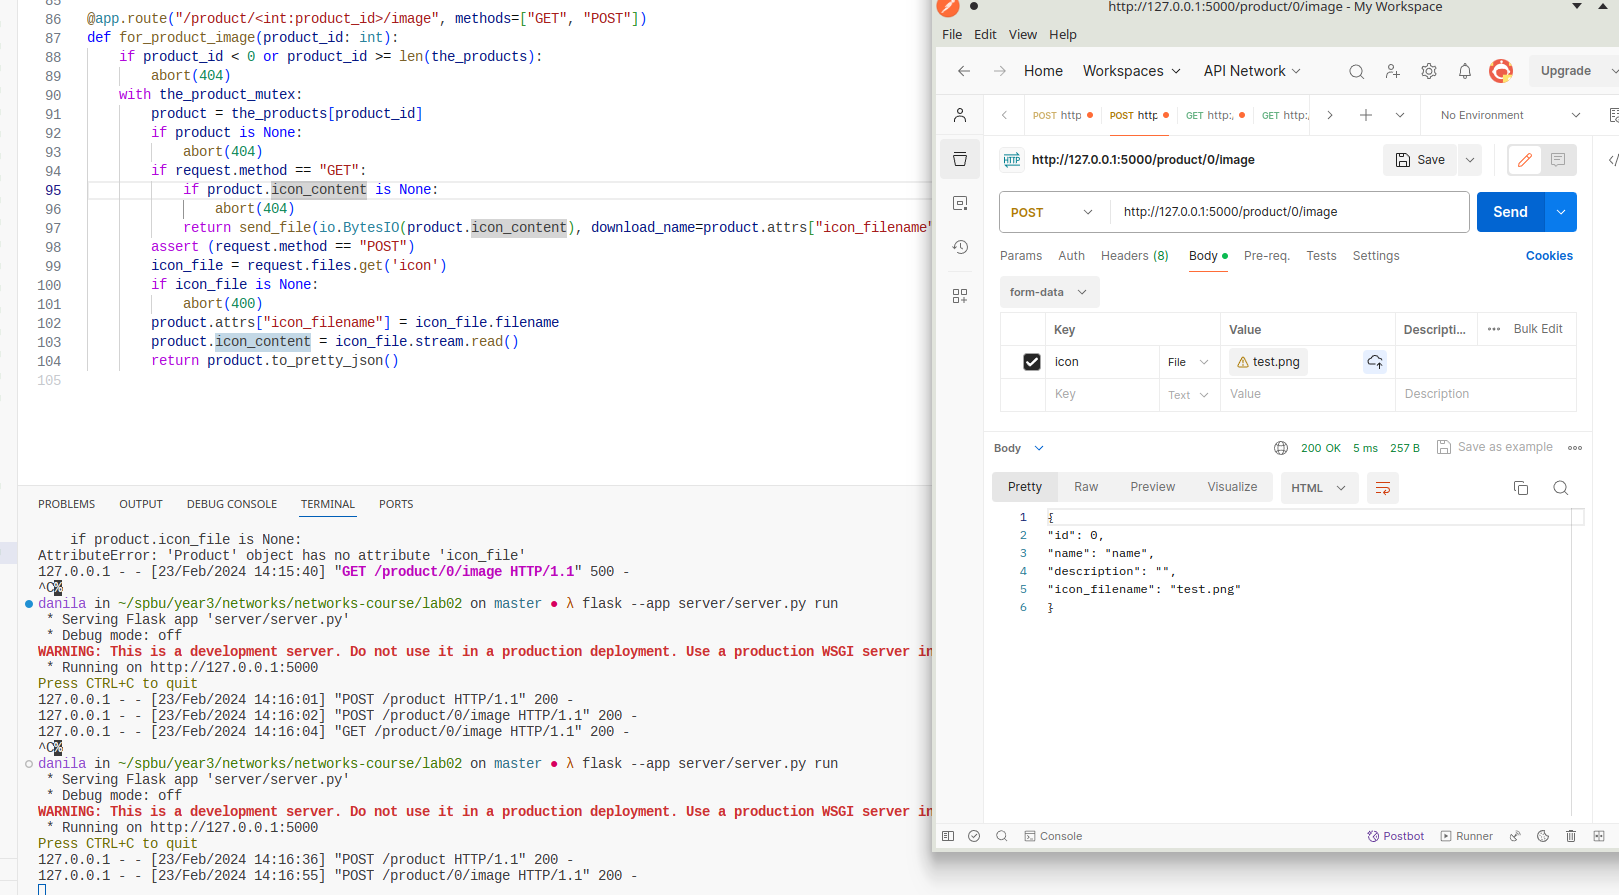 85
86 @app.route("/product/<int:product_id>/image", methods=["GET", "POST"])
87 def for_product_image(product_id: int):
88 if product_id < 0 or product_id >= len(the_products):
89 abort(404)
90 with the_product_mutex:
91 product = the_products[product_id]
92 if product is None:
93 abort(404)
94 if request.method == "GET":
95 if product.icon_content is None:
96 abort(404)
97 return send_file(io.BytesIO(product.icon_content), download_name=product.attrs["icon_filename"
98 assert (request.method == "POST")
99 icon_file = request.files.get('icon')
100 if icon_file is None:
101 abort(400)
102 product.attrs["icon_filename"] = icon_file.filename
103 product.icon_content = icon_file.stream.read()
104 return product.to_pretty_json()
105
PROBLEMS OUTPUT DEBUG CONSOLE TERMINAL PORTS
if product.icon_file is None:
AttributeError: 'Product' object has no attribute 'icon_file'
127.0.0.1 - - [23/Feb/2024 14:15:40] "GET /product/0/image HTTP/1.1" 500 -
^C%
danila in ~/spbu/year3/networks/networks-course/lab02 on master ● λ flask --app server/server.py run
* Serving Flask app 'server/server.py'
* Debug mode: off
WARNING: This is a development server. Do not use it in a production deployment. Use a production WSGI server in
* Running on http://127.0.0.1:5000
Press CTRL+C to quit
127.0.0.1 - - [23/Feb/2024 14:16:01] "POST /product HTTP/1.1" 200 -
127.0.0.1 - - [23/Feb/2024 14:16:02] "POST /product/0/image HTTP/1.1" 200 -
127.0.0.1 - - [23/Feb/2024 14:16:04] "GET /product/0/image HTTP/1.1" 200 -
^C%
danila in ~/spbu/year3/networks/networks-course/lab02 on master ● λ flask --app server/server.py run
* Serving Flask app 'server/server.py'
* Debug mode: off
WARNING: This is a development server. Do not use it in a production deployment. Use a production WSGI server in
* Running on http://127.0.0.1:5000
Press CTRL+C to quit
127.0.0.1 - - [23/Feb/2024 14:16:36] "POST /product HTTP/1.1" 200 -
127.0.0.1 - - [23/Feb/2024 14:16:55] "POST /product/0/image HTTP/1.1" 200 -
http://127.0.0.1:5000/product/0/image - My Workspace
File Edit View Help
Home Workspaces API Network Upgrade
POST http POST http. GET http:, GET http:, No Environment
HTTP http://127.0.0.1:5000/product/0/image Save
POST http://127.0.0.1:5000/product/0/image Send
Params Auth Headers (8) Body Pre-req. Tests Settings Cookies
form-data
Key Value Descripti... Bulk Edit
icon File test.png
Key Text Value Description
Body 200 OK 5 ms 257 B Save as example
Pretty Raw Preview Visualize HTML
1 {
2 "id": 0,
3 "name": "name",
4 "description": "",
5 "icon_filename": "test.png"
6 }
Console Postbot Runner